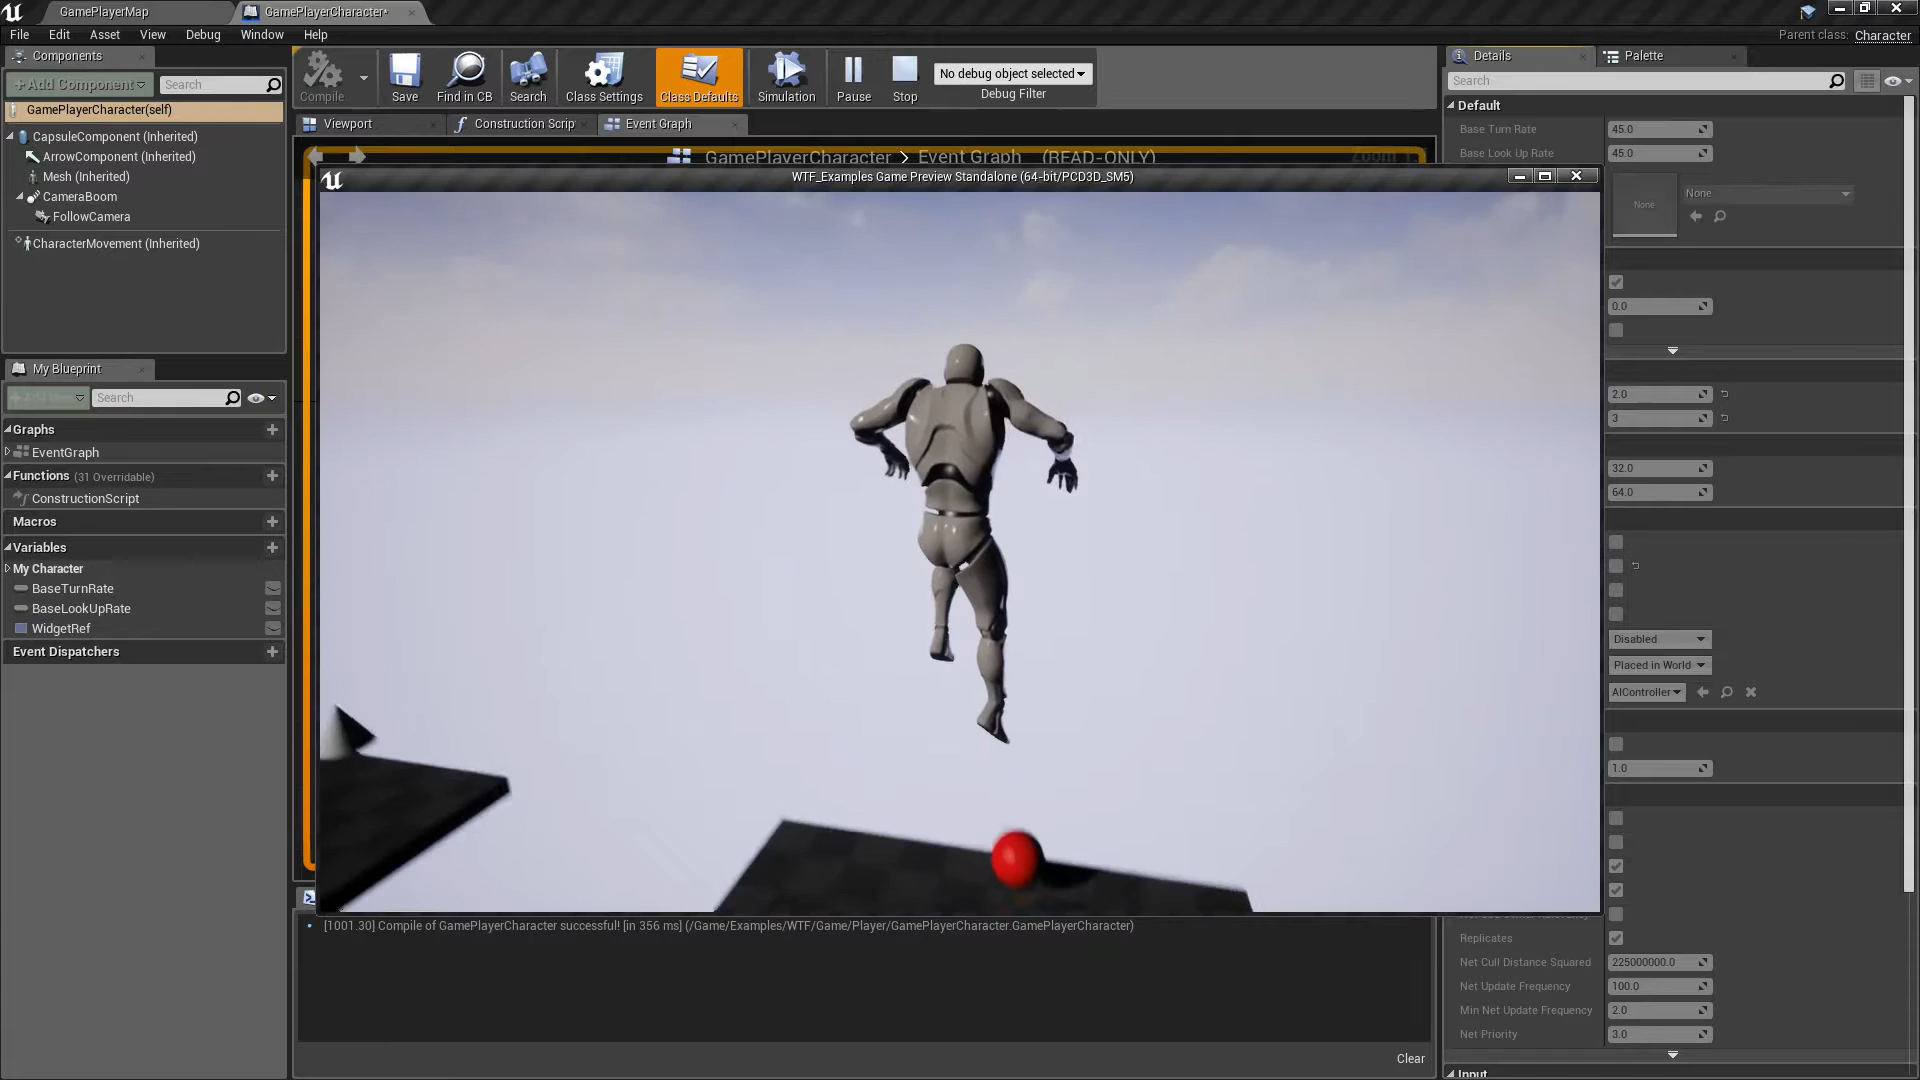 GamePlayerMap
GamePlayerCharacter*
File Edit Asset View Debug Window Help
Parent class: Character
Components
+Add Component
Search
GamePlayerCharacter(self)
CapsuleComponent (Inherited)
ArrowComponent (Inherited)
Mesh (Inherited)
CameraBoom
FollowCamera
CharacterMovement (Inherited)
My Blueprint
Search
Graphs
EventGraph
Functions (31 Overridable)
ConstructionScript
Macros
Variables
My Character
BaseTurnRate
BaseLookUpRate
WidgetRef
Event Dispatchers
Compile
Save
Find in CB
Search
Class Settings
Class Defaults
Simulation
Pause
Stop
No debug object selected
Debug Filter
Viewport
Construction Scrip
Event Graph
GamePlayerCharacter > Event Graph (READ-ONLY)
WTF_Examples Game Preview Standalone (64-bit/PCD3D_SM5)
[1001.30] Compile of GamePlayerCharacter successful! [in 356 ms] (/Game/Examples/WTF/Game/Player/GamePlayerCharacter.GamePlayerCharacter)
Clear
Details
Palette
Search
Default
Base Turn Rate 45.0
Base Look Up Rate 45.0
None
None
0.0
2.0
3
32.0
64.0
Disabled
Placed in World
AIController
1.0
Replicates
Net Cull Distance Squared 225000000.0
Net Update Frequency 100.0
Min Net Update Frequency 2.0
Net Priority 3.0
Input